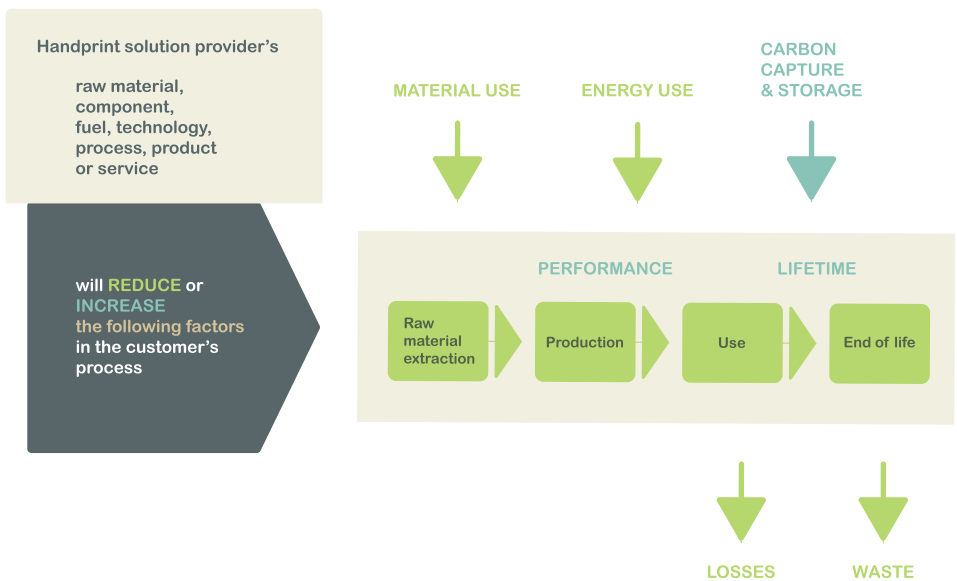 Handprint solution provider’s
raw material,
component,
fuel, technology,
process, product
or service
will REDUCE or
INCREASE
the following factors
in the customer’s
process
MATERIAL USE
ENERGY USE
CARBON
CAPTURE
& STORAGE
PERFORMANCE
LIFETIME
Raw
material
extraction
Production
Use
End of life
LOSSES
WASTE